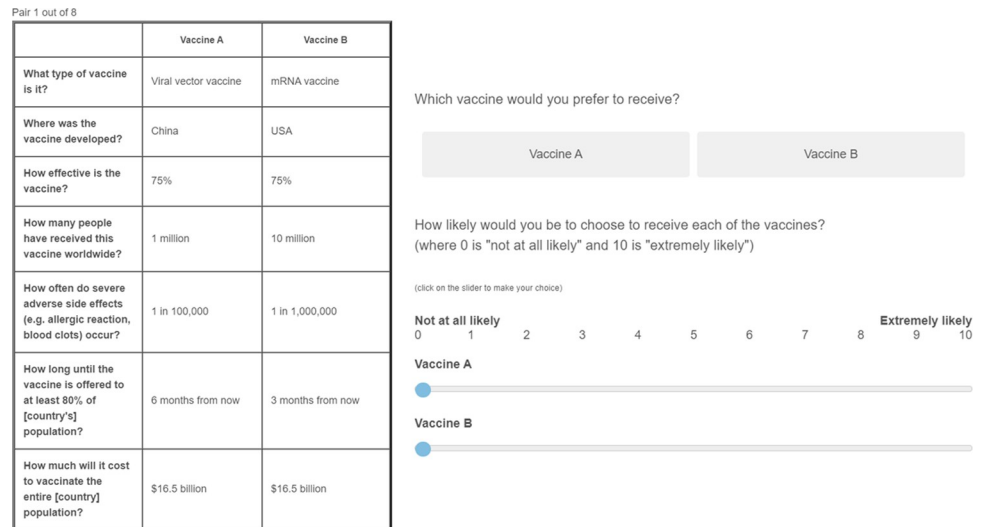 Pair 1 out of 8
Vaccine A Vaccine B
What type of vaccine
is it?
Viral vector vaccine mRNA vaccine
Where was the
vaccine developed?
China USA
How effective is the
vaccine?
75% 75%
How many people
have received this
vaccine worldwide?
1 million 10 million
How often do severe
adverse side effects
(e.g. allergic reaction,
blood clots) occur?
1 in 100,000 1 in 1,000,000
How long until the
vaccine is offered to
at least 80% of
[country's]
population?
6 months from now 3 months from now
How much will it cost
to vaccinate the
entire [country]
population?
$16.5 billion $16.5 billion
Which vaccine would you prefer to receive?
Vaccine A Vaccine B
How likely would you be to choose to receive each of the vaccines?
(where 0 is "not at all likely" and 10 is "extremely likely")
(click on the slider to make your choice)
Not at all likely Extremely likely
0 1 2 3 4 5 6 7 8 9 10
Vaccine A
Vaccine B